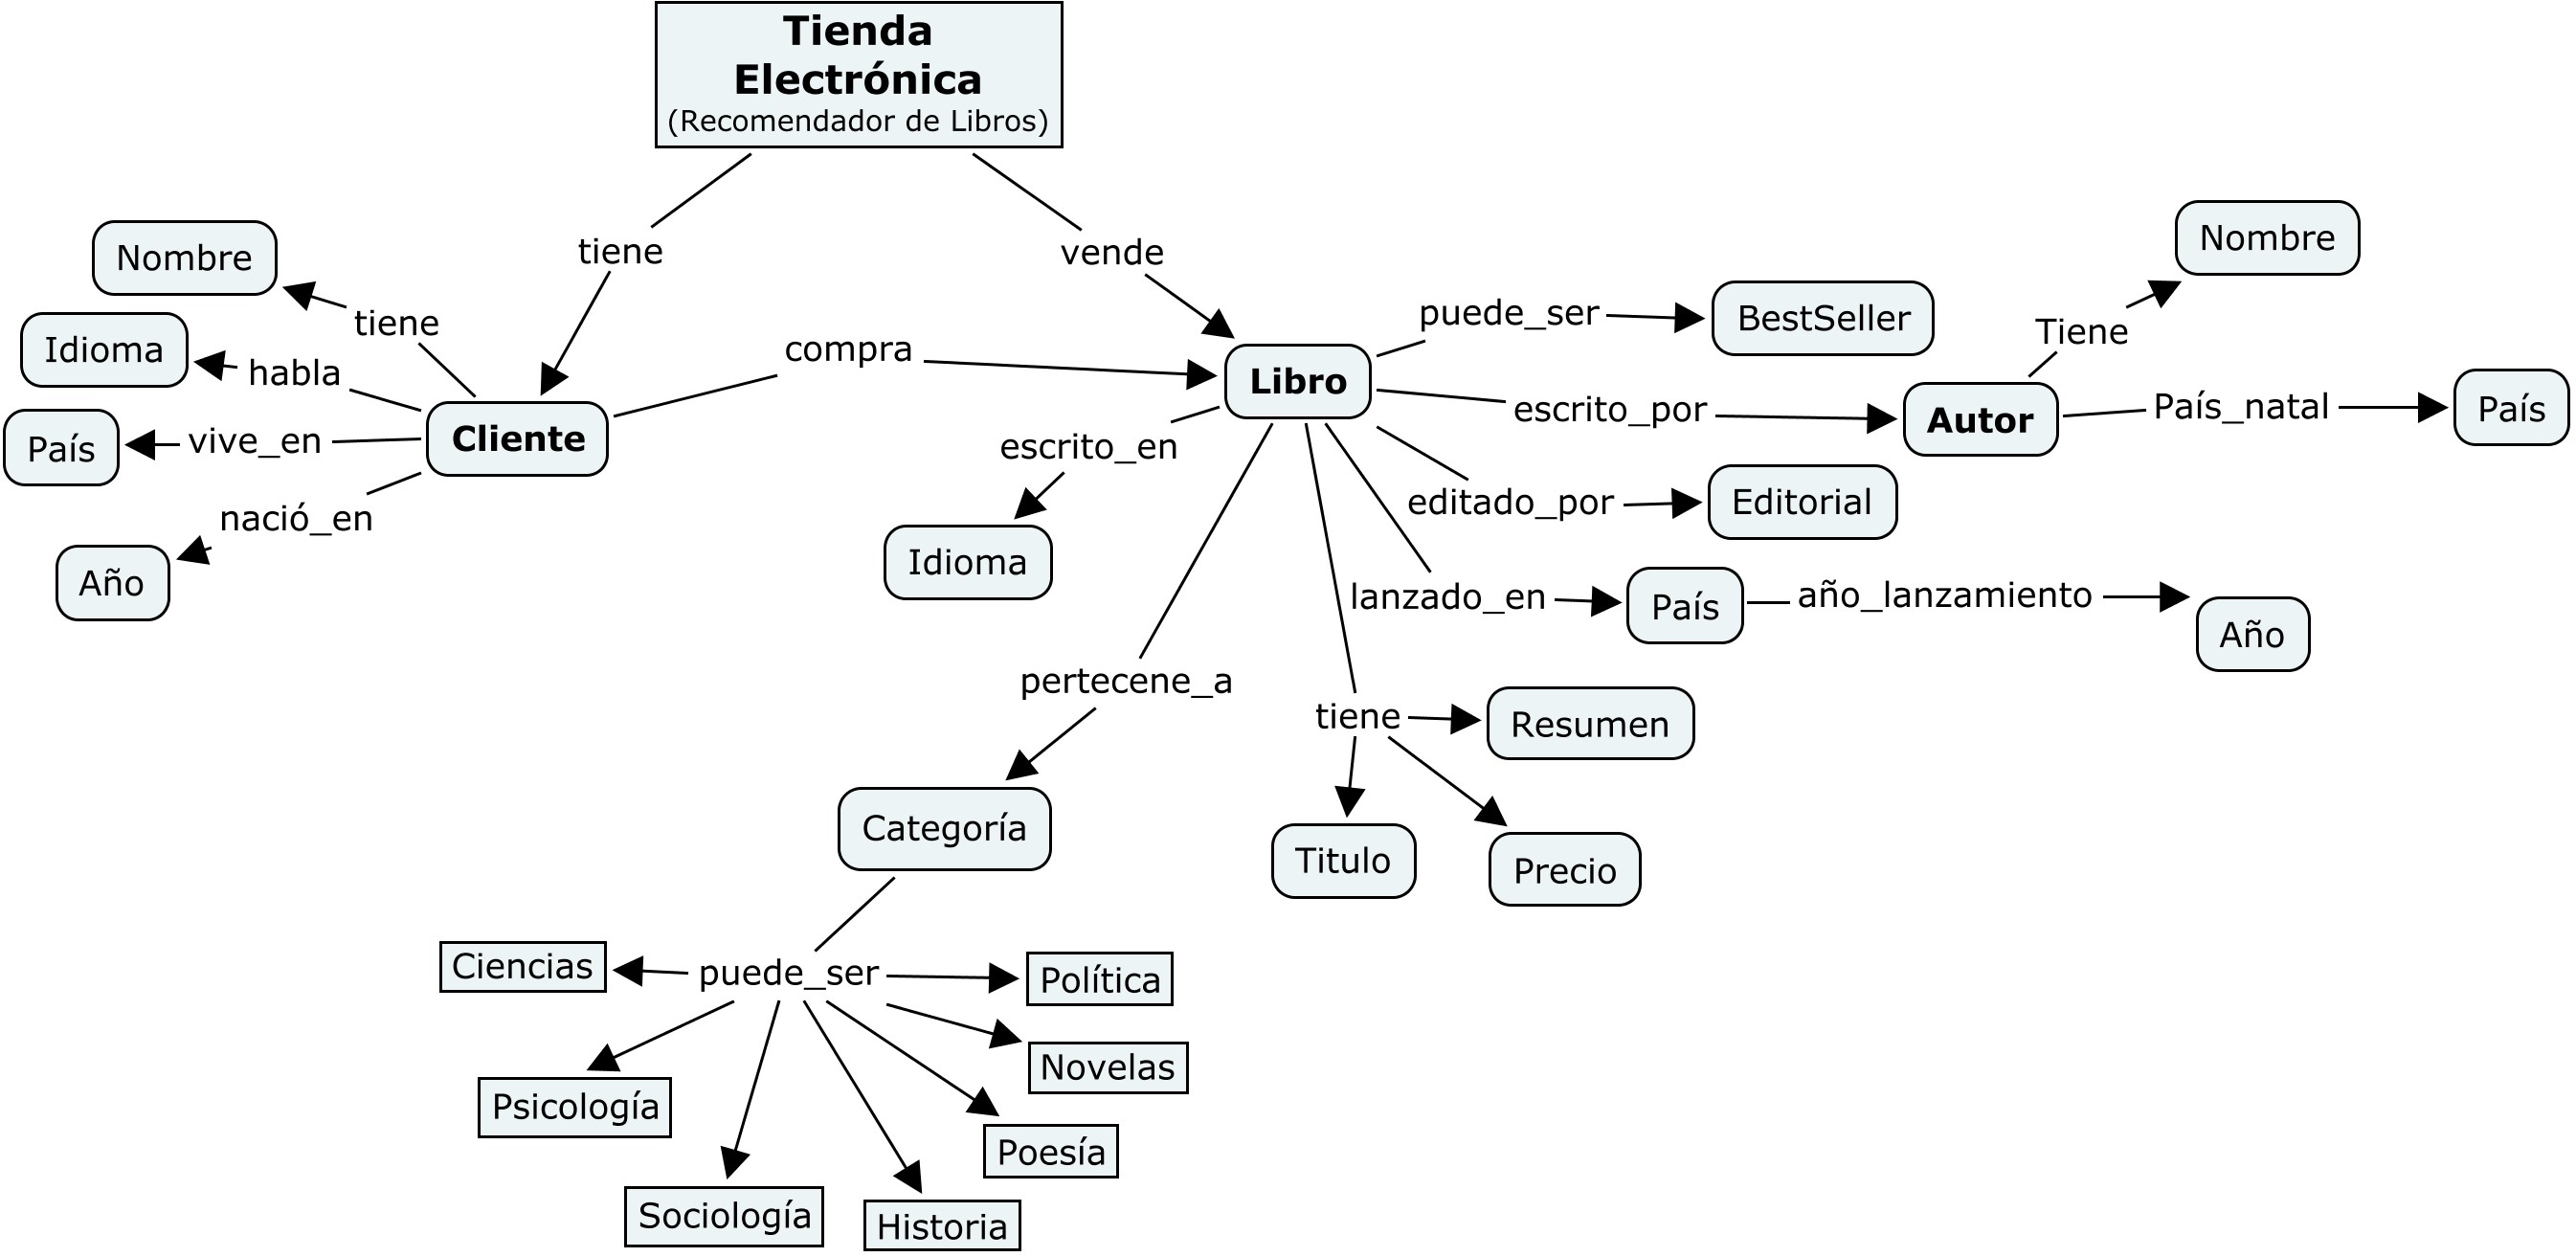 Tienda
Electrónica
(Recomendador de Libros)
tiene
vende
Nombre
tiene
Idioma
habla
País
vive_en
Cliente
nació_en
Año
compra
Libro
puede_ser
BestSeller
escrito_por
Autor
Tiene
Nombre
País_natal
País
editado_por
Editorial
escrito_en
Idioma
lanzado_en
País
año_lanzamiento
Año
pertecene_a
tiene
Resumen
Titulo
Precio
Categoría
puede_ser
Ciencias
Política
Novelas
Psicología
Poesía
Sociología
Historia